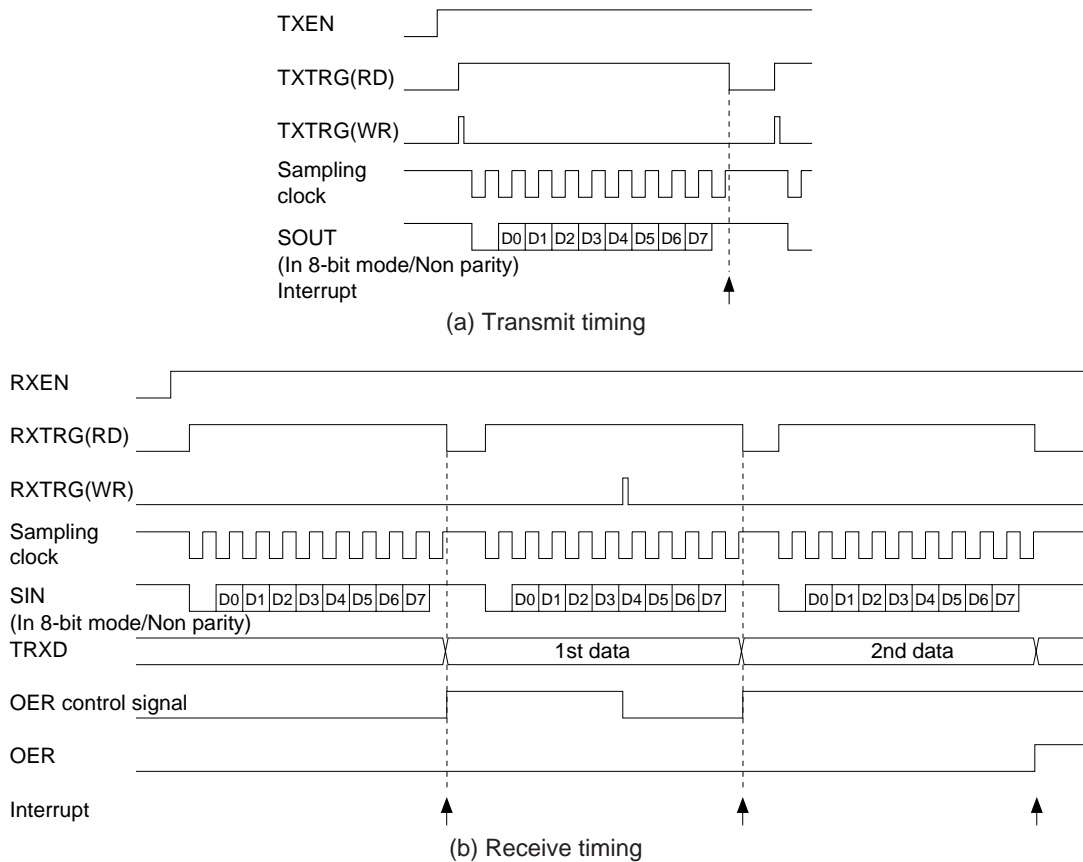 TXEN
TXTRG(RD)
TXTRG(WR)
Sampling
clock
SOUT
D0 D1 D2 D3 D4 D5 D6 D7
(In 8-bit mode/Non parity)
Interrupt
(a) Transmit timing
RXEN
RXTRG(RD)
RXTRG(WR)
Sampling
clock
SIN
D0 D1 D2 D3 D4 D5 D6 D7 D0 D1 D2 D3 D4 D5 D6 D7 D0 D1 D2 D3 D4 D5 D6 D7
(In 8-bit mode/Non parity)
TRXD 1st data 2nd data
OER control signal
OER
Interrupt
(b) Receive timing